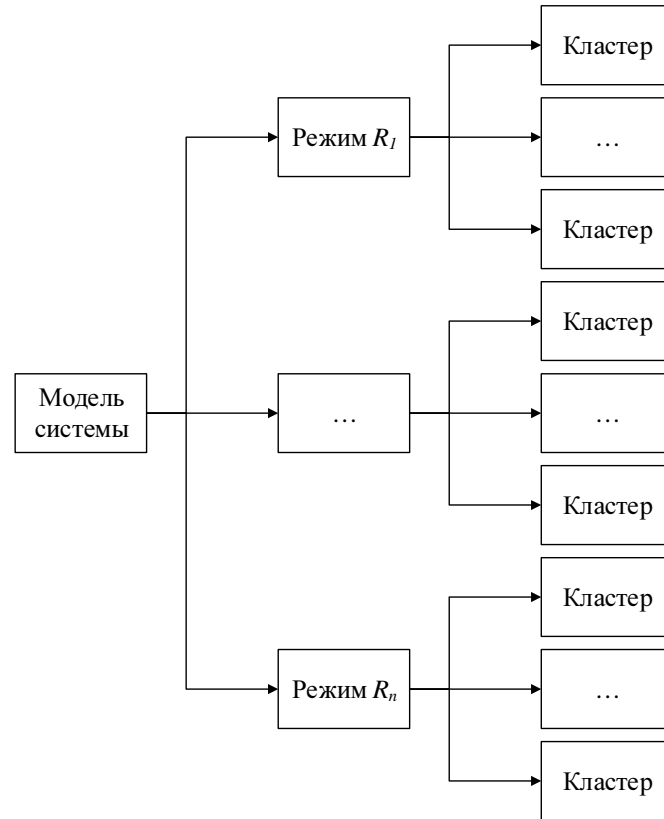 Кластер
Режим R₁
…
Кластер
Кластер
Модель
системы
…
…
Кластер
Кластер
Режим Rₙ
…
Кластер